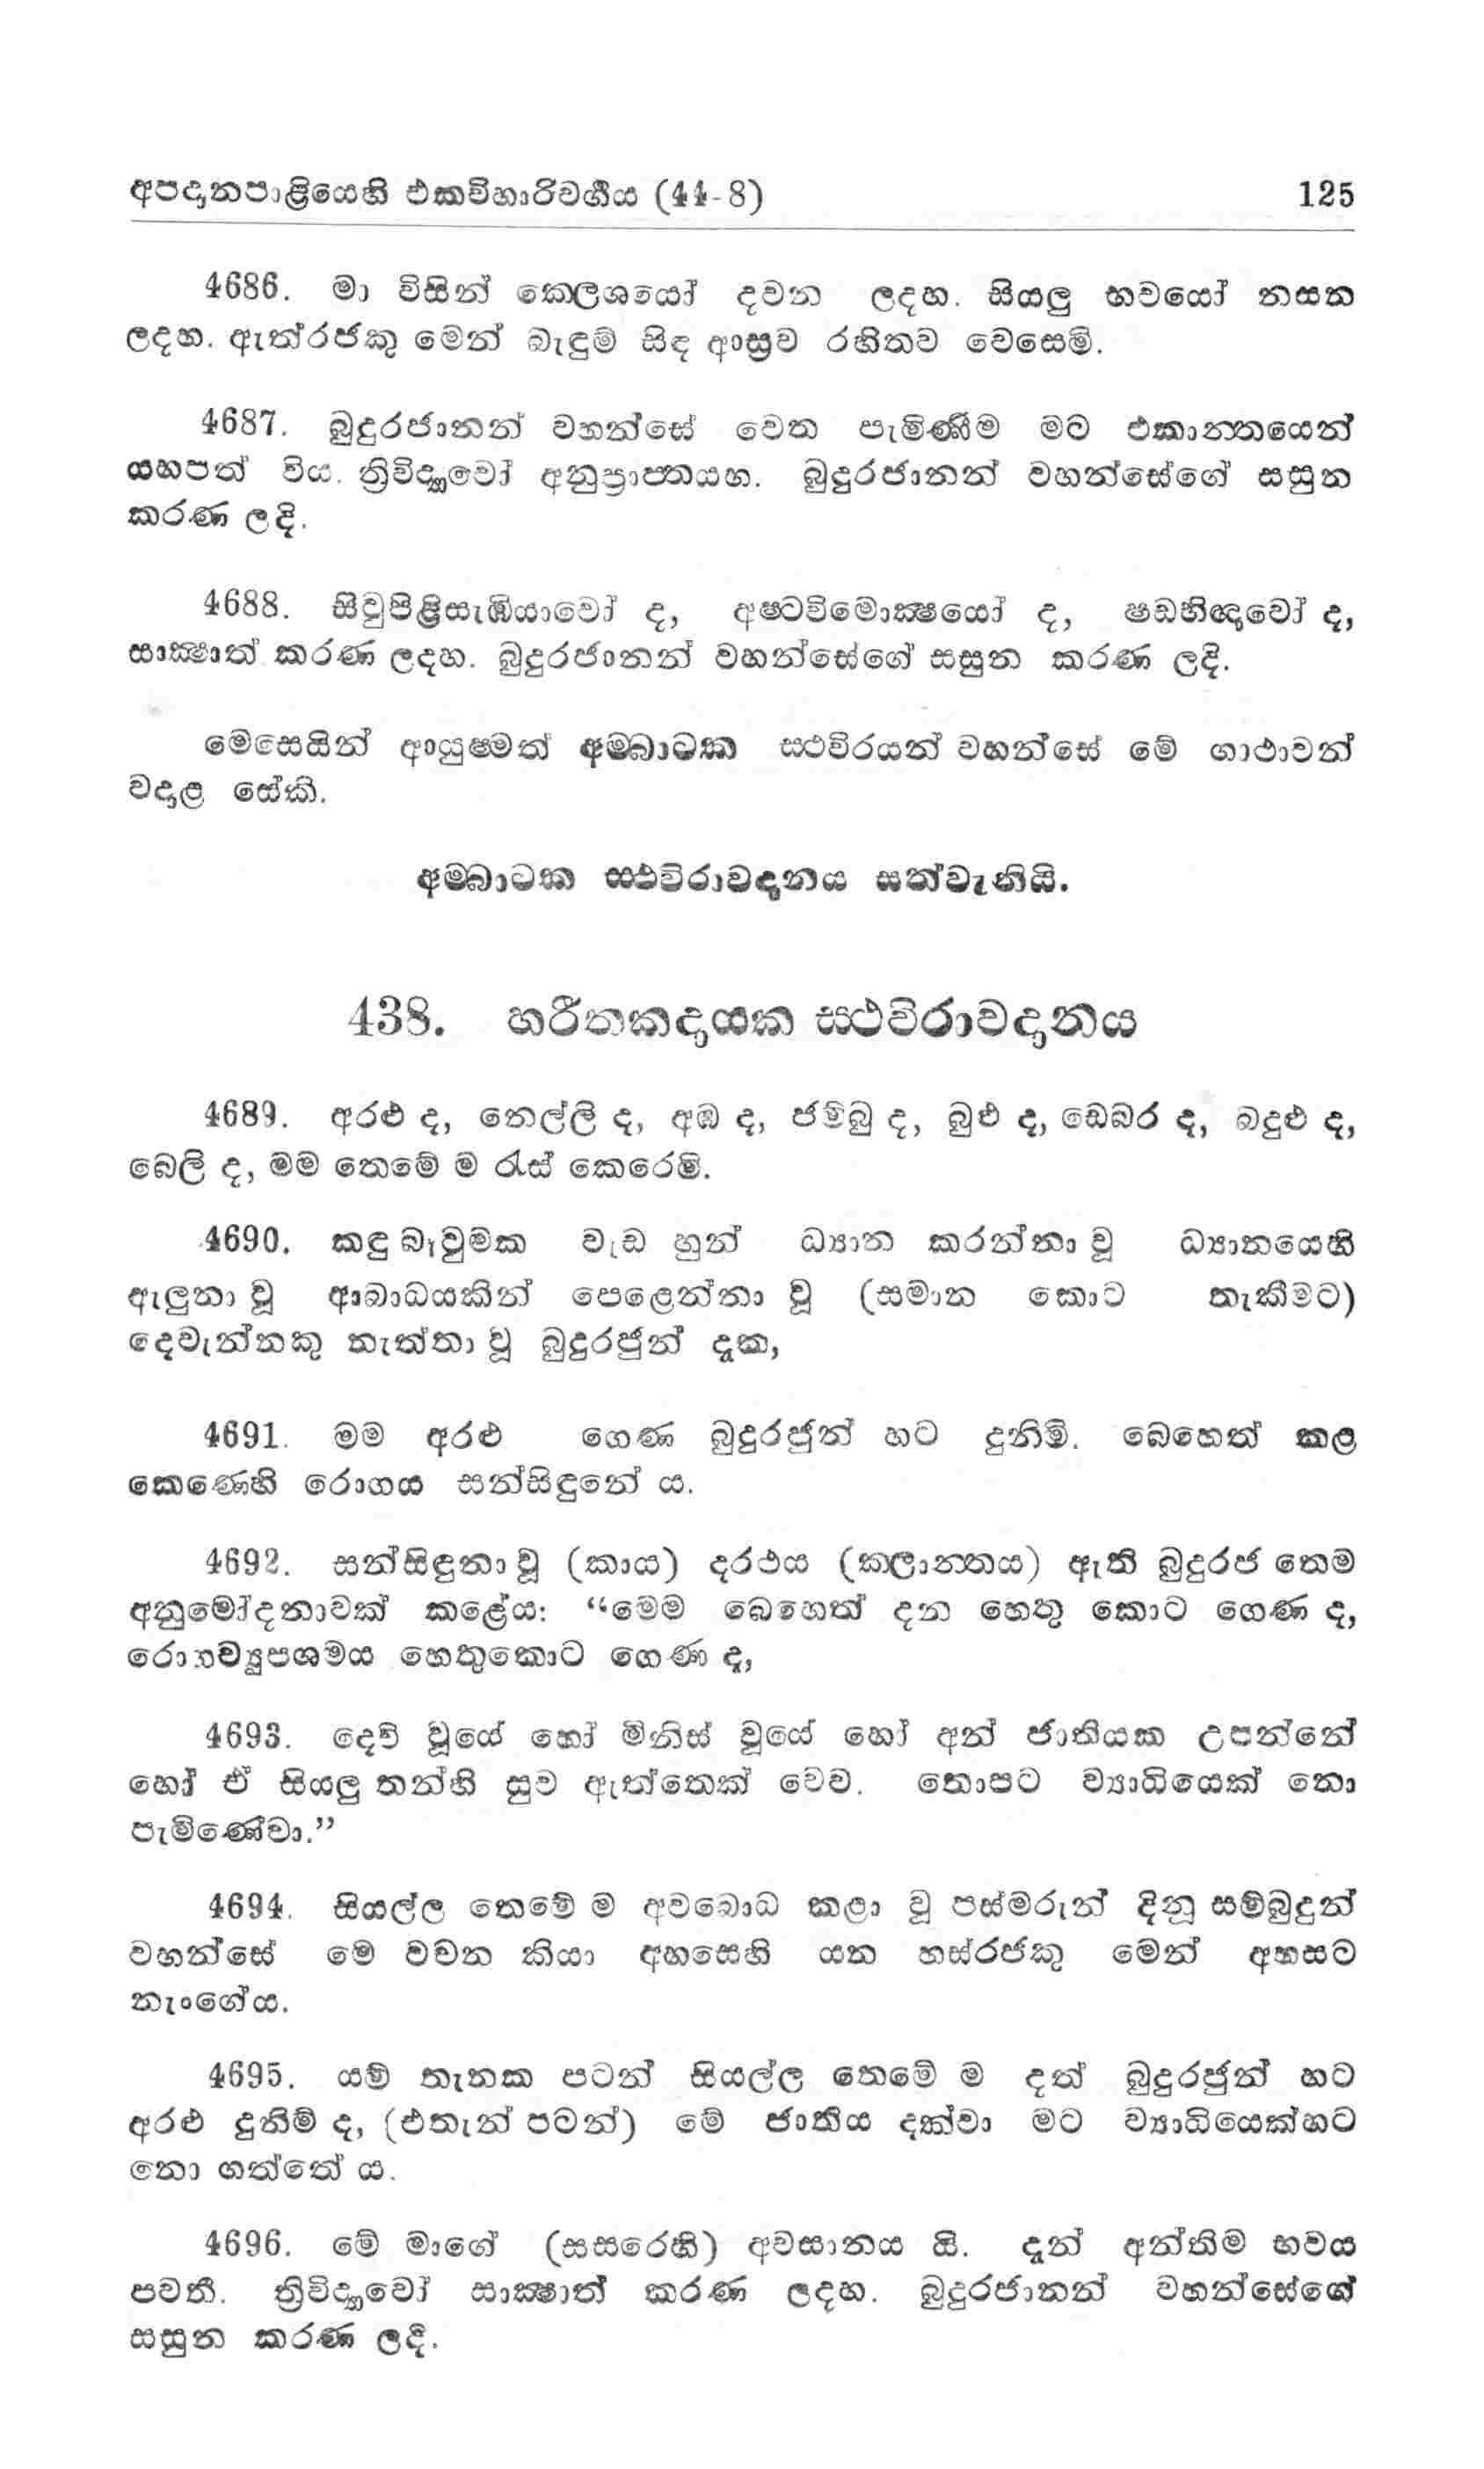 අපදානපාළියෙහි එකවිහාරිවර්ගය (44-8) 125
4686. මා විසින් කෙලශයෝ දවන ලදහ. සියලු භවයෝ නසන
ලදහ. ඇත්රජකු මෙන් බැඳුම් සිඳ ආස්‍රව රහිතව වෙසෙමි.
4687. බුදුරජානන් වහන්සේ වෙත පැමිණීම මට එකාන්‍තයෙන්
යහපත් විය. ත්‍රිවිද්‍යාවෝ අනුප්‍රාප්තයහ. බුදුරජානන් වහන්සේගේ සසුන
කරණ ලදි.
4688. සිවුපිළිසැඹියාවෝ ද, අෂ්ටවිමොක්‍ෂයෝ ද, ෂඩභිඥාවෝ ද,
සාක්‍ෂාත් කරණ ලදහ. බුදුරජානන් වහන්සේගේ සසුන කරණ ලදි.
මෙසෙයින් ආයුෂ්මත් අම්බාටක ස්ථවිරයන් වහන්සේ මේ ගාථාවන්
වදාළ සේකි.
අම්බාටක ස්ථවිරාවදානය සත්වැනියි.
438. හරීතකදායක ස්ථවිරාවදානය
4689. අරළු ද, නෙල්ලි ද, අඹ ද, ජම්බු ද, බුළු ද, ඩෙබර ද, බදුළු ද,
බෙලි ද, මම තෙමේ ම රැස් කෙරෙමි.
4690. කඳු බෑවුමක වැඩ හුන් ධ්‍යාන කරන්නා වූ ධ්‍යානයෙහි
ඇලුනා වූ ආබාධයකින් පෙළෙන්නා වූ (සමාන කොට තැකීමට)
දෙවැන්නකු නැත්තා වූ බුදුරජුන් දැක,
4691. මම අරළු ගෙණ බුදුරජුන් හට දුනිමි. බෙහෙත් කළ
කෙණෙහි රොගය සන්සිඳුනේ ය.
4692. සන්සිඳුනා වූ (කාය) දරථය (ක්ලාන්‍තය) ඇති බුදුරජ තෙම
අනුමෝදනාවක් කළේය: “මෙම බෙහෙත් දන හෙතු කොට ගෙණ ද,
රොගව්‍යුපශමය හෙතුකොට ගෙණ ද,
4693. දෙව් වූයේ හෝ මිනිස් වූයේ හෝ අන් ජාතියක උපන්නේ
හෝ ඒ සියලු තන්හි සුව ඇත්තෙක් වෙව. තොපට ව්‍යාධියෙක් නො
පැමිණේවා.”
4694. සියල්ල තෙමේ ම අවබොධ කළා වූ පස්මරුන් දිනූ සම්බුදුන්
වහන්සේ මෙ වචන කියා අහසෙහි යන හස්රජකු මෙන් අහසට
නැංගේය.
4695. යම් තැනක පටන් සියල්ල තෙමේ ම දත් බුදුරජුන් හට
අරළු දුනිම් ද, (එතැන් පටන්) මේ ජාතිය දක්වා මට ව්‍යාධියෙක්හට
නො ගත්තේ ය.
4696. මේ මාගේ (සසරෙහි) අවසානය යි. දැන් අන්තිම භවය
පවතී. ත්‍රිවිද්‍යාවෝ සාක්‍ෂාත් කරණ ලදහ. බුදුරජානන් වහන්සේගේ
සසුන කරණ ලදි.